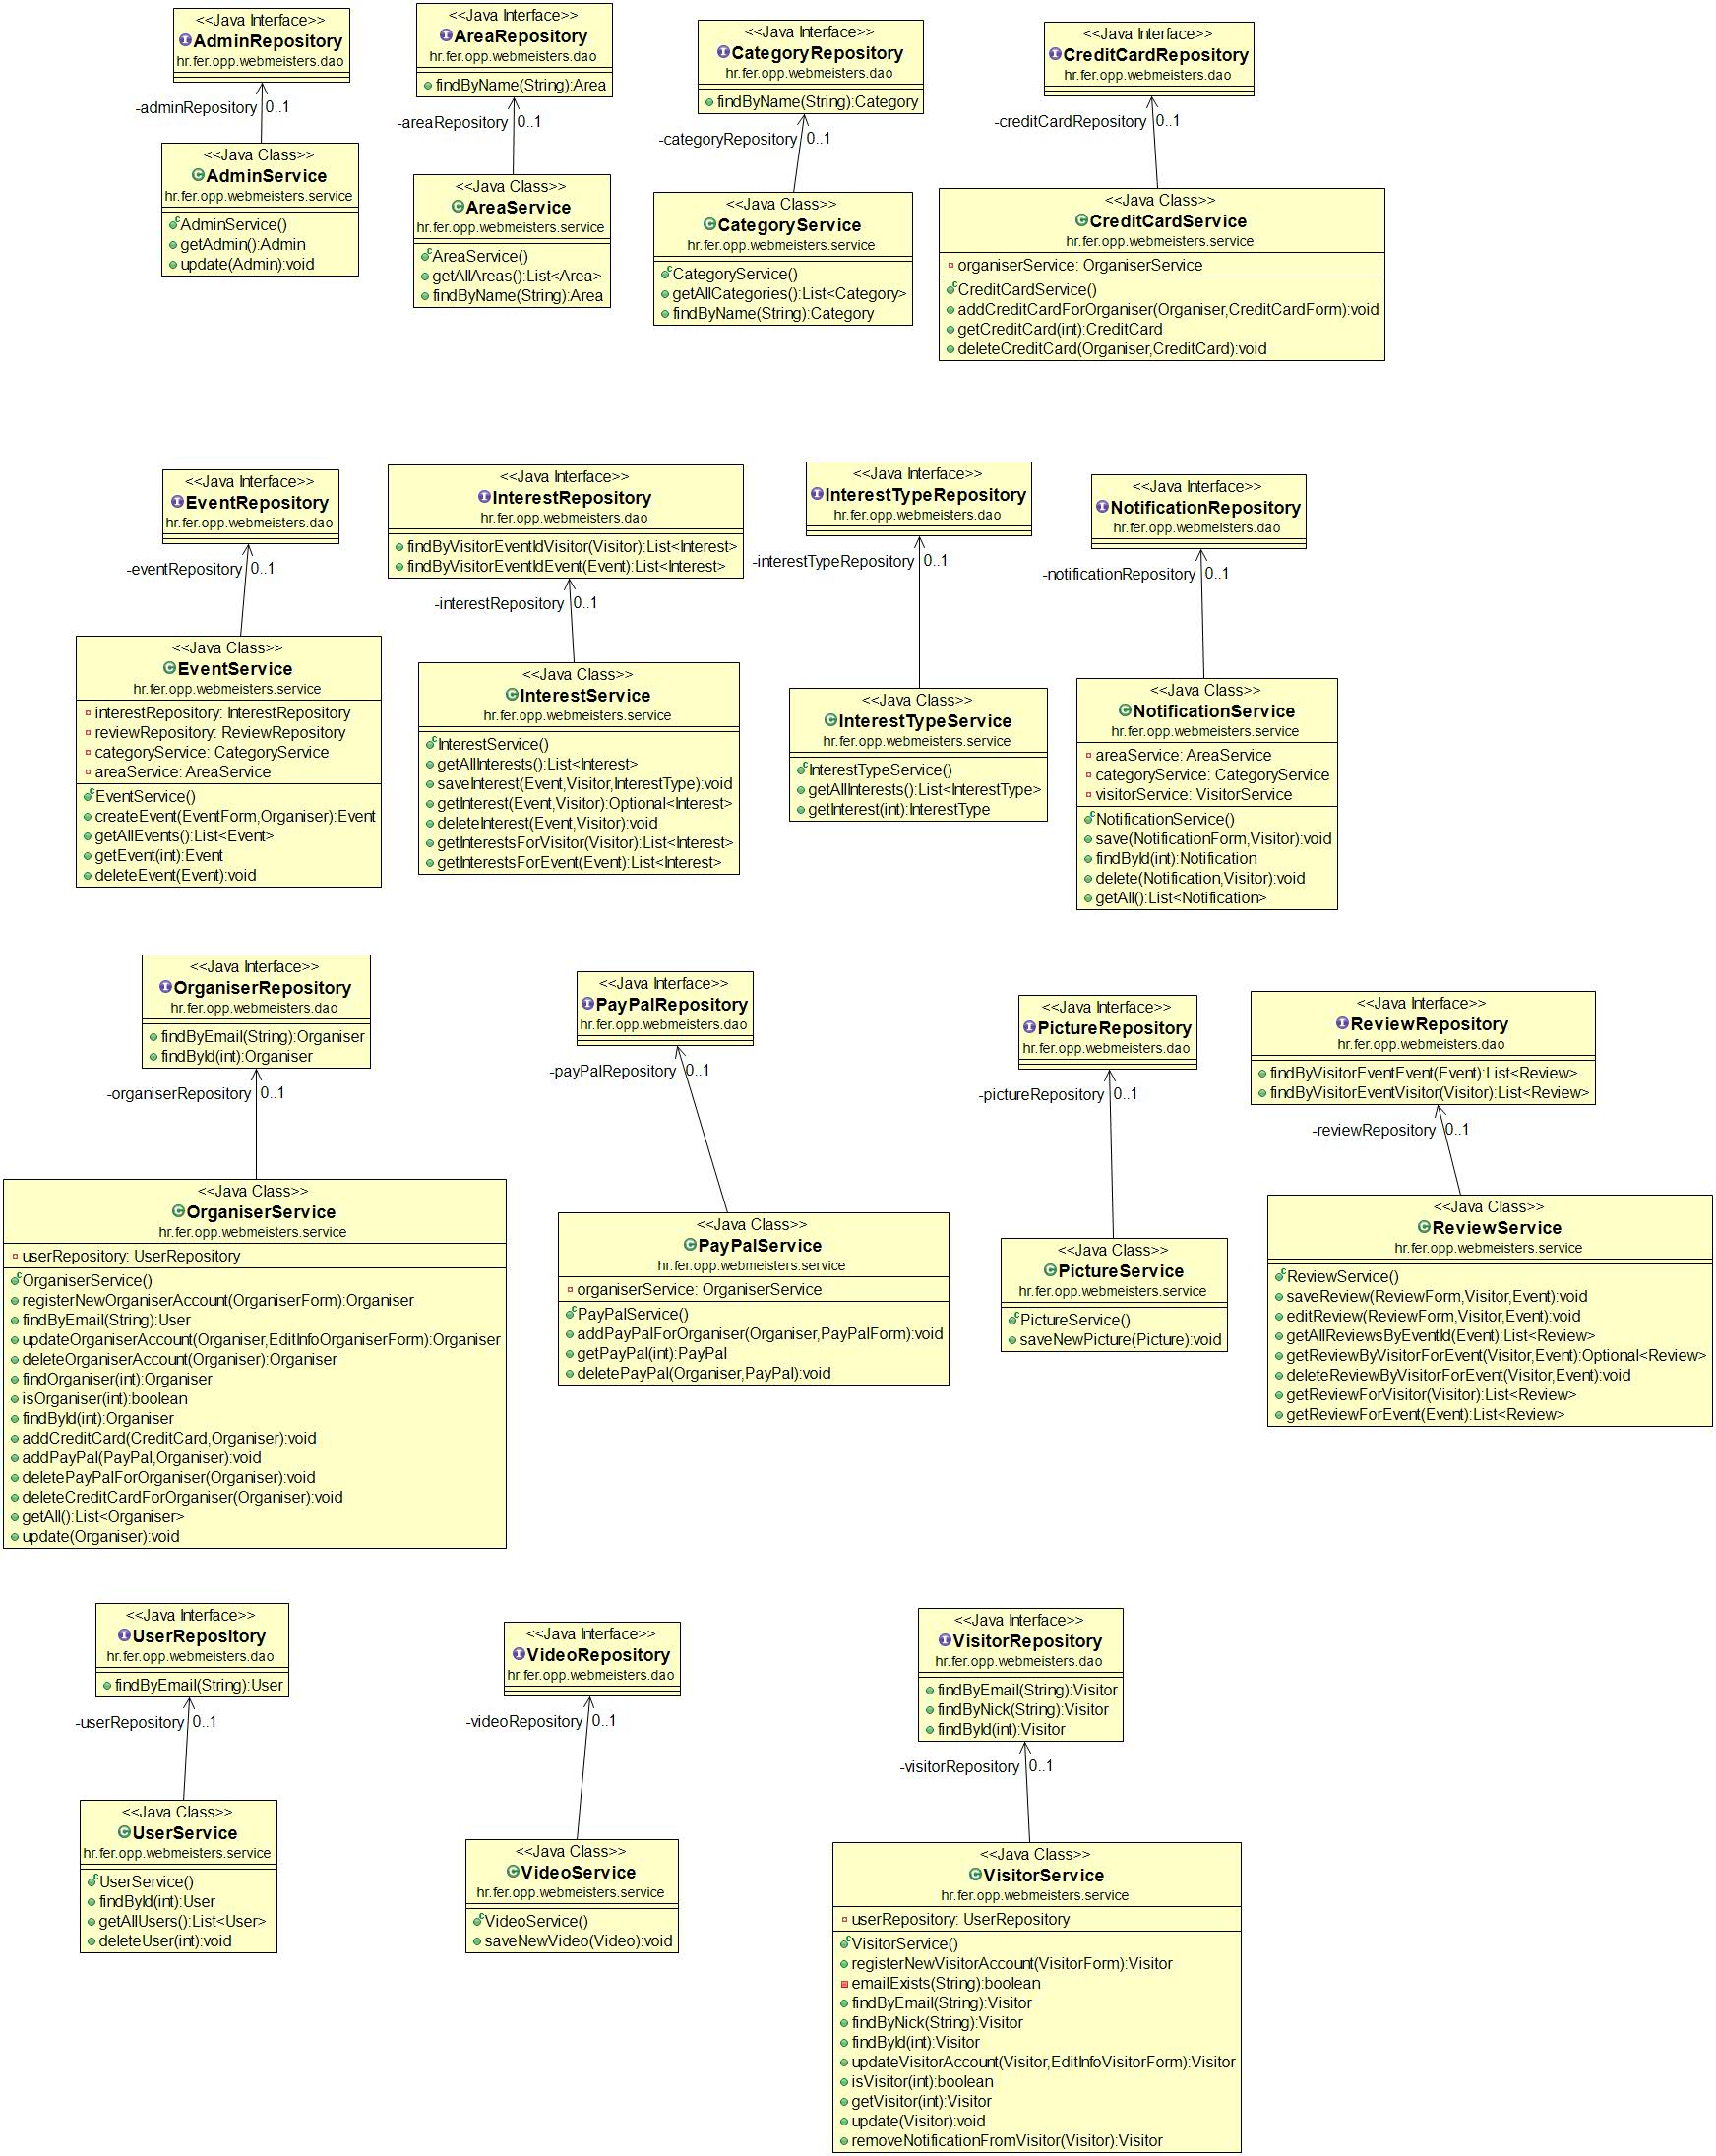 <<Java Interface>>
AdminRepository
hr.fer.opp.webmeisters.dao
-adminRepository 0..1
<<Java Class>>
AdminService
hr.fer.opp.webmeisters.service
AdminService()
getAdmin():Admin
update(Admin):void
<<Java Interface>>
AreaRepository
hr.fer.opp.webmeisters.dao
findByName(String):Area
-areaRepository 0..1
<<Java Class>>
AreaService
hr.fer.opp.webmeisters.service
AreaService()
getAllAreas():List<Area>
findByName(String):Area
<<Java Interface>>
CategoryRepository
hr.fer.opp.webmeisters.dao
findByName(String):Category
-categoryRepository 0..1
<<Java Class>>
CategoryService
hr.fer.opp.webmeisters.service
CategoryService()
getAllCategories():List<Category>
findByName(String):Category
<<Java Interface>>
CreditCardRepository
hr.fer.opp.webmeisters.dao
-creditCardRepository 0..1
<<Java Class>>
CreditCardService
hr.fer.opp.webmeisters.service
organiserService: OrganiserService
CreditCardService()
addCreditCardForOrganiser(Organiser,CreditCardForm):void
getCreditCard(int):CreditCard
deleteCreditCard(Organiser,CreditCard):void
<<Java Interface>>
EventRepository
hr.fer.opp.webmeisters.dao
-eventRepository 0..1
<<Java Class>>
EventService
hr.fer.opp.webmeisters.service
interestRepository: InterestRepository
reviewRepository: ReviewRepository
categoryService: CategoryService
areaService: AreaService
EventService()
createEvent(EventForm,Organiser):Event
getAllEvents():List<Event>
getEvent(int):Event
deleteEvent(Event):void
<<Java Interface>>
InterestRepository
hr.fer.opp.webmeisters.dao
findByVisitorEventIdVisitor(Visitor):List<Interest>
findByVisitorEventIdEvent(Event):List<Interest>
-interestRepository 0..1
<<Java Class>>
InterestService
hr.fer.opp.webmeisters.service
InterestService()
getAllInterests():List<Interest>
saveInterest(Event,Visitor,InterestType):void
getInterest(Event,Visitor):Optional<Interest>
deleteInterest(Event,Visitor):void
getInterestsForVisitor(Visitor):List<Interest>
getInterestsForEvent(Event):List<Interest>
<<Java Interface>>
InterestTypeRepository
hr.fer.opp.webmeisters.dao
-interestTypeRepository 0..1
<<Java Class>>
InterestTypeService
hr.fer.opp.webmeisters.service
InterestTypeService()
getAllInterests():List<InterestType>
getInterest(int):InterestType
<<Java Interface>>
NotificationRepository
hr.fer.opp.webmeisters.dao
-notificationRepository 0..1
<<Java Class>>
NotificationService
hr.fer.opp.webmeisters.service
areaService: AreaService
categoryService: CategoryService
visitorService: VisitorService
NotificationService()
save(NotificationForm,Visitor):void
findById(int):Notification
delete(Notification,Visitor):void
getAll():List<Notification>
<<Java Interface>>
OrganiserRepository
hr.fer.opp.webmeisters.dao
findByEmail(String):Organiser
findById(int):Organiser
-organiserRepository 0..1
<<Java Class>>
OrganiserService
hr.fer.opp.webmeisters.service
userRepository: UserRepository
OrganiserService()
registerNewOrganiserAccount(OrganiserForm):Organiser
findByEmail(String):User
updateOrganiserAccount(Organiser,EditInfoOrganiserForm):Organiser
deleteOrganiserAccount(Organiser):Organiser
findOrganiser(int):Organiser
isOrganiser(int):boolean
findById(int):Organiser
addCreditCard(CreditCard,Organiser):void
addPayPal(PayPal,Organiser):void
deletePayPalForOrganiser(Organiser):void
deleteCreditCardForOrganiser(Organiser):void
getAll():List<Organiser>
update(Organiser):void
<<Java Interface>>
PayPalRepository
hr.fer.opp.webmeisters.dao
-payPalRepository 0..1
<<Java Class>>
PayPalService
hr.fer.opp.webmeisters.service
organiserService: OrganiserService
PayPalService()
addPayPalForOrganiser(Organiser,PayPalForm):void
getPayPal(int):PayPal
deletePayPal(Organiser,PayPal):void
<<Java Interface>>
PictureRepository
hr.fer.opp.webmeisters.dao
-pictureRepository 0..1
<<Java Class>>
PictureService
hr.fer.opp.webmeisters.service
PictureService()
saveNewPicture(Picture):void
<<Java Interface>>
ReviewRepository
hr.fer.opp.webmeisters.dao
findByVisitorEventEvent(Event):List<Review>
findByVisitorEventVisitor(Visitor):List<Review>
-reviewRepository 0..1
<<Java Class>>
ReviewService
hr.fer.opp.webmeisters.service
ReviewService()
saveReview(ReviewForm,Visitor,Event):void
editReview(ReviewForm,Visitor,Event):void
getAllReviewsByEventId(Event):List<Review>
getReviewByVisitorForEvent(Visitor,Event):Optional<Review>
deleteReviewByVisitorForEvent(Visitor,Event):void
getReviewForVisitor(Visitor):List<Review>
getReviewForEvent(Event):List<Review>
<<Java Interface>>
UserRepository
hr.fer.opp.webmeisters.dao
findByEmail(String):User
-userRepository 0..1
<<Java Class>>
UserService
hr.fer.opp.webmeisters.service
UserService()
findById(int):User
getAllUsers():List<User>
deleteUser(int):void
<<Java Interface>>
VideoRepository
hr.fer.opp.webmeisters.dao
-videoRepository 0..1
<<Java Class>>
VideoService
hr.fer.opp.webmeisters.service
VideoService()
saveNewVideo(Video):void
<<Java Interface>>
VisitorRepository
hr.fer.opp.webmeisters.dao
findByEmail(String):Visitor
findByNick(String):Visitor
findById(int):Visitor
-visitorRepository 0..1
<<Java Class>>
VisitorService
hr.fer.opp.webmeisters.service
userRepository: UserRepository
VisitorService()
registerNewVisitorAccount(VisitorForm):Visitor
emailExists(String):boolean
findByEmail(String):Visitor
findByNick(String):Visitor
findById(int):Visitor
updateVisitorAccount(Visitor,EditInfoVisitorForm):Visitor
isVisitor(int):boolean
getVisitor(int):Visitor
update(Visitor):void
removeNotificationFromVisitor(Visitor):Visitor